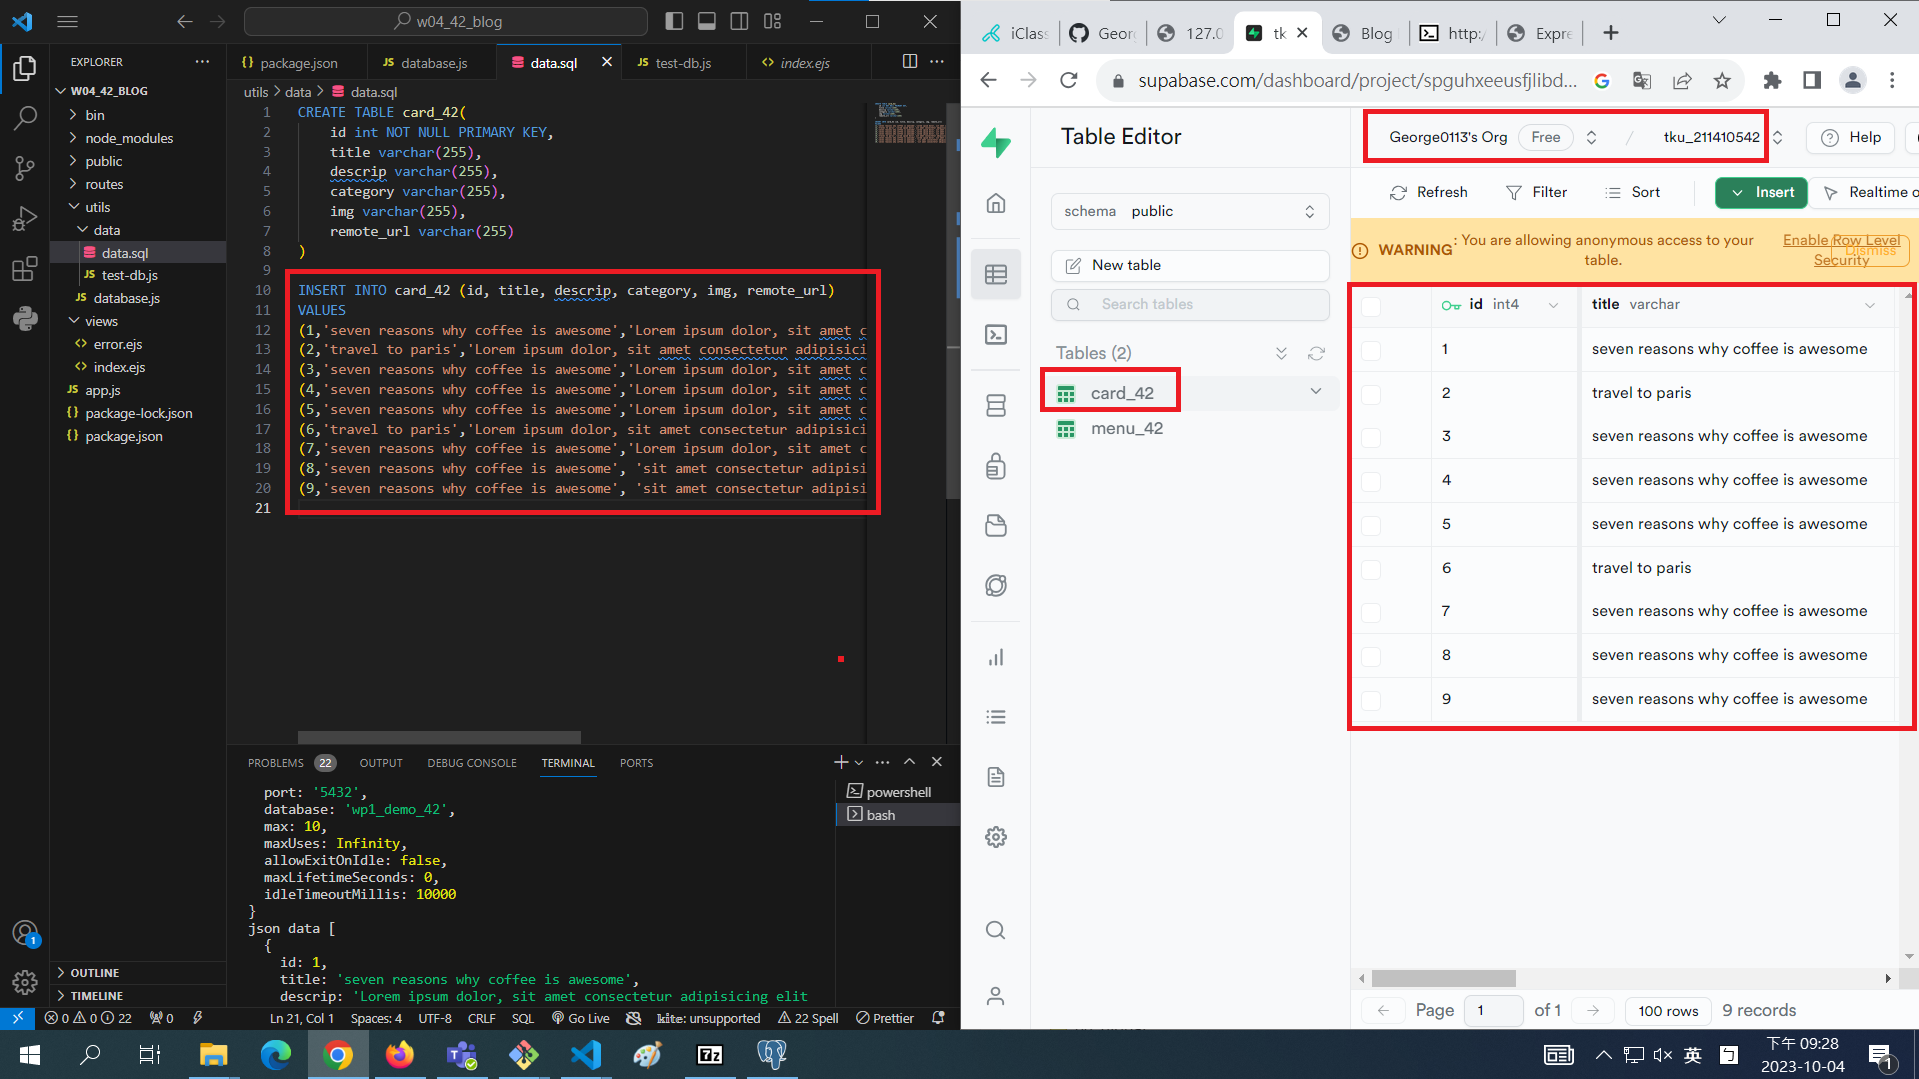 w04_42_blog
EXPLORER
W04_42_BLOG
bin
node_modules
public
routes
utils
data
data.sql
test-db.js
database.js
views
error.ejs
index.ejs
app.js
package-lock.json
package.json
OUTLINE
TIMELINE
package.json
database.js
data.sql
test-db.js
index.ejs
utils > data > data.sql
1 CREATE TABLE card_42(
2 id int NOT NULL PRIMARY KEY,
3 title varchar(255),
4 descrip varchar(255),
5 category varchar(255),
6 img varchar(255),
7 remote_url varchar(255)
8 )
9
10 INSERT INTO card_42 (id, title, descrip, category, img, remote_url)
11 VALUES
12 (1,'seven reasons why coffee is awesome','Lorem ipsum dolor, sit amet c
13 (2,'travel to paris','Lorem ipsum dolor, sit amet consectetur adipisici
14 (3,'seven reasons why coffee is awesome','Lorem ipsum dolor, sit amet c
15 (4,'seven reasons why coffee is awesome','Lorem ipsum dolor, sit amet c
16 (5,'seven reasons why coffee is awesome','Lorem ipsum dolor, sit amet c
17 (6,'travel to paris','Lorem ipsum dolor, sit amet consectetur adipisici
18 (7,'seven reasons why coffee is awesome','Lorem ipsum dolor, sit amet c
19 (8,'seven reasons why coffee is awesome', 'sit amet consectetur adipisi
20 (9,'seven reasons why coffee is awesome', 'sit amet consectetur adipisi
21
PROBLEMS 22 OUTPUT DEBUG CONSOLE TERMINAL PORTS
powershell
bash
port: '5432',
database: 'wp1_demo_42',
max: 10,
maxUses: Infinity,
allowExitOnIdle: false,
maxLifetimeSeconds: 0,
idleTimeoutMillis: 10000
}
json data [
{
id: 1,
title: 'seven reasons why coffee is awesome',
descrip: 'Lorem ipsum dolor, sit amet consectetur adipisicing elit
0 0 22 0 Ln 21, Col 1 Spaces: 4 UTF-8 CRLF SQL Go Live kite: unsupported 22 Spell Prettier
1
iClas
Geor
127.0
tk
Blog
http:/
Expre
supabase.com/dashboard/project/spguhxeeusfjlibd...
Table Editor
George0113's Org Free / tku_211410542
Help
Refresh Filter Sort Insert Realtime o
schema public
New table
Search tables
Tables (2)
card_42
menu_42
WARNING : You are allowing anonymous access to your table.
Enable Row Level Security
Dismiss
id int4 title varchar
1 seven reasons why coffee is awesome
2 travel to paris
3 seven reasons why coffee is awesome
4 seven reasons why coffee is awesome
5 seven reasons why coffee is awesome
6 travel to paris
7 seven reasons why coffee is awesome
8 seven reasons why coffee is awesome
9 seven reasons why coffee is awesome
Page 1 of 1 100 rows 9 records
7z
英
下午 09:28
2023-10-04
1